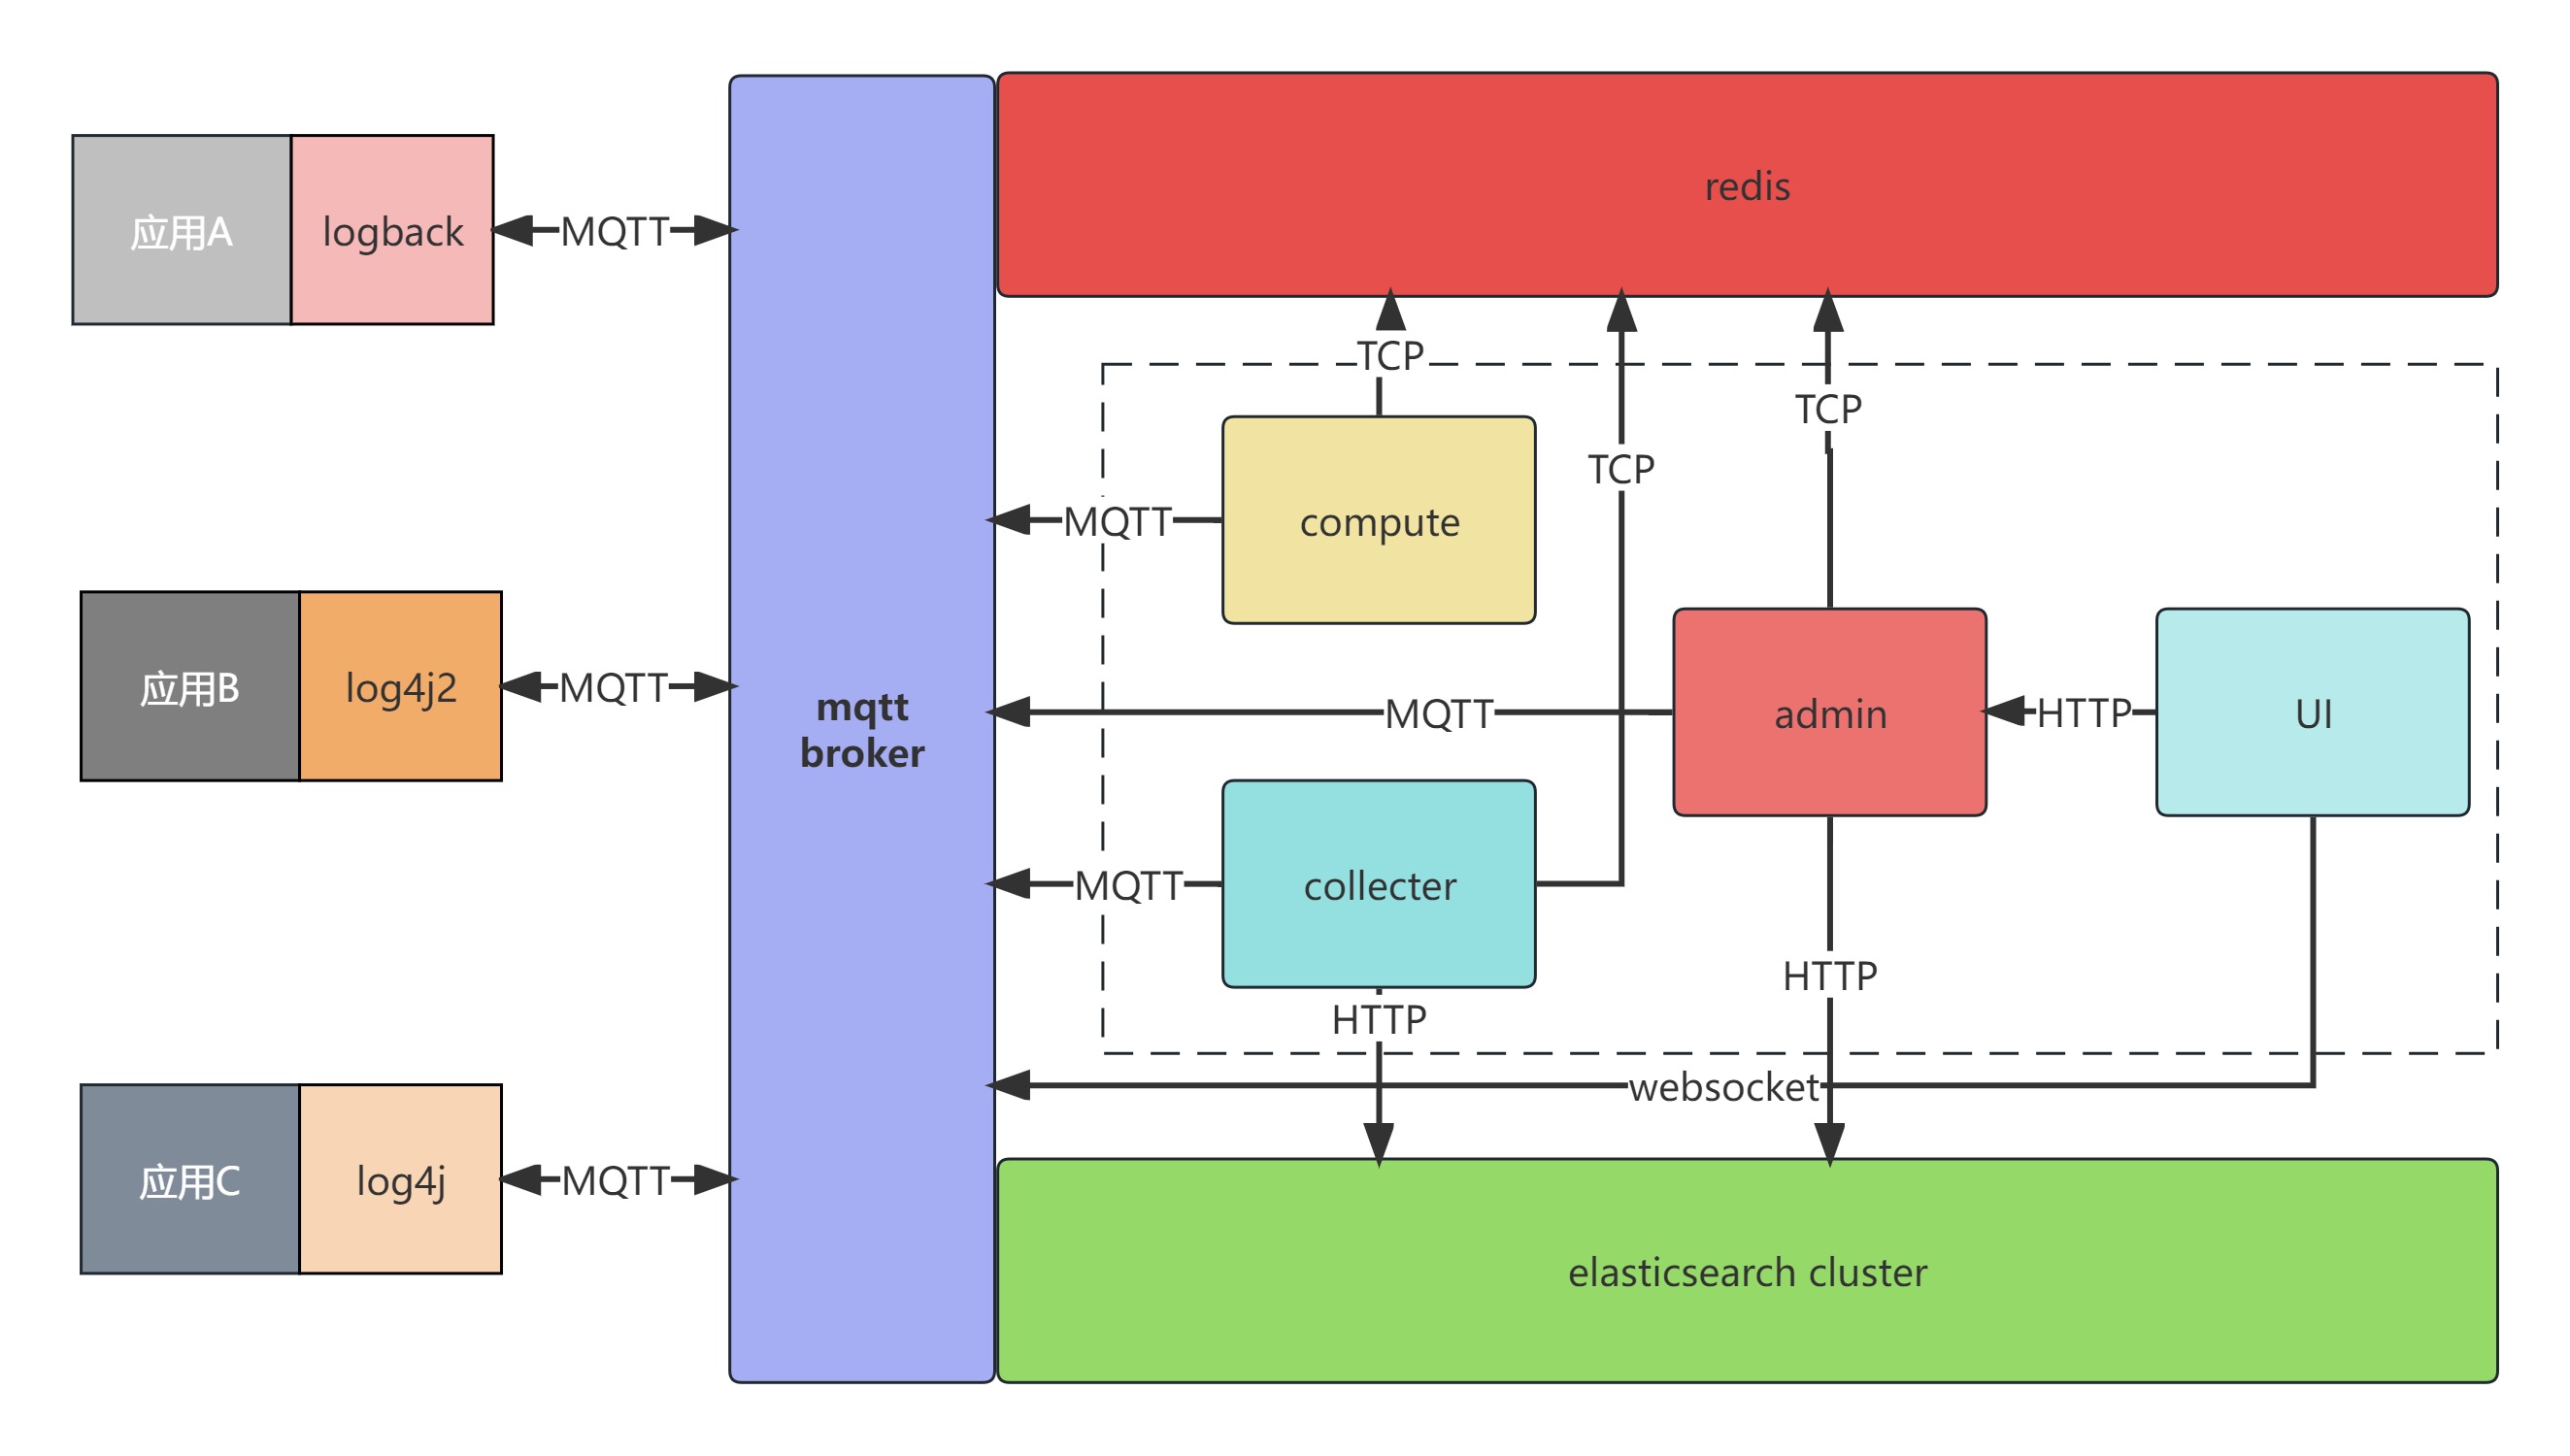 redis
应用A
logback
MQTT
TCP
TCP
TCP
MQTT
compute
应用B
log4j2
MQTT
mqtt
broker
MQTT
admin
HTTP
UI
MQTT
collecter
HTTP
HTTP
websocket
应用C
log4j
MQTT
elasticsearch cluster